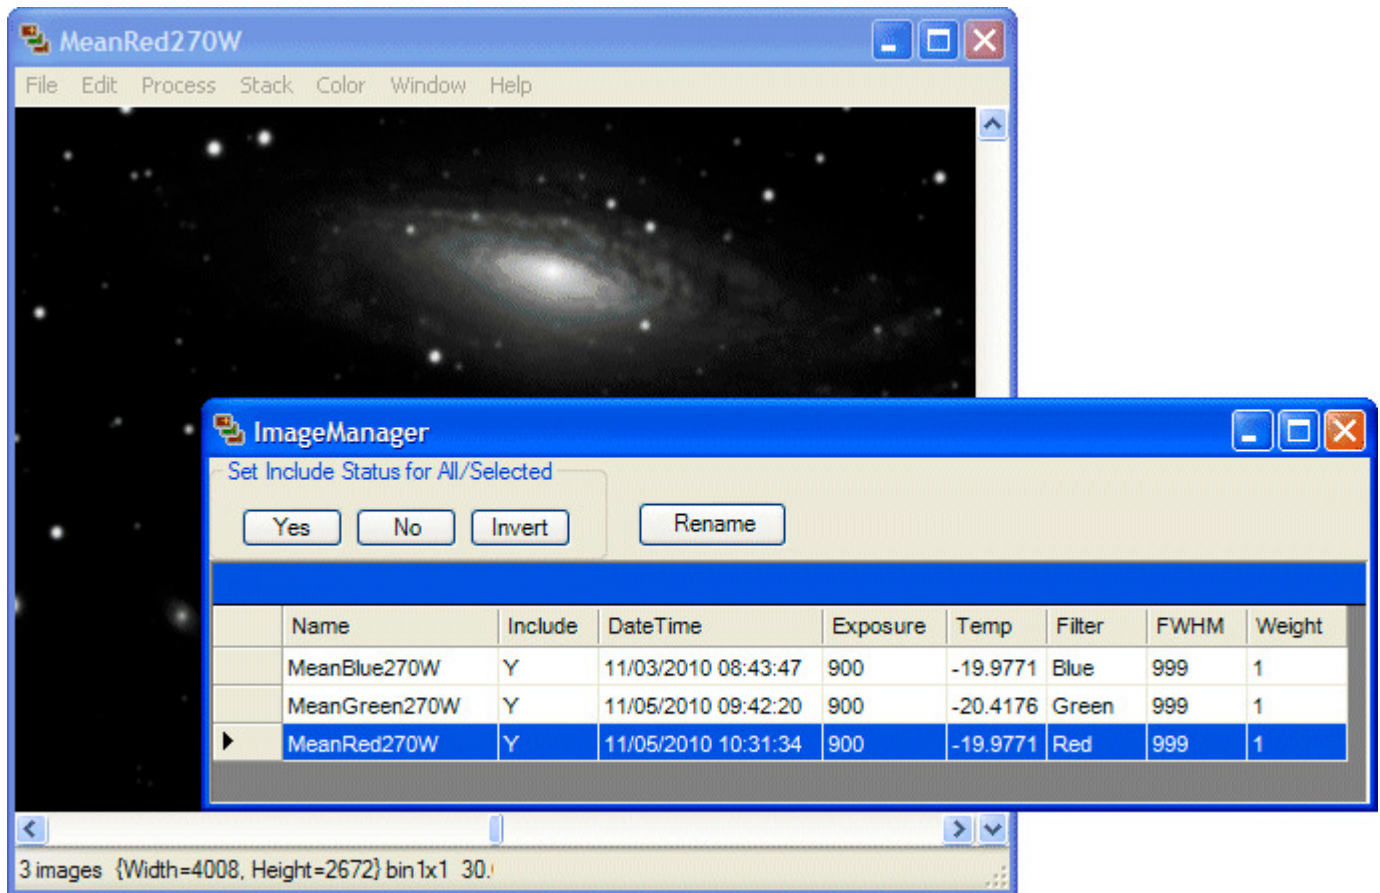 MeanRed270W
File Edit Process Stack Color Window Help
ImageManager
Set Include Status for All/Selected
Yes No Invert Rename
Name Include DateTime Exposure Temp Filter FWHM Weight
MeanBlue270W Y 11/03/2010 08:43:47 900 -19.9771 Blue 999 1
MeanGreen270W Y 11/05/2010 09:42:20 900 -20.4176 Green 999 1
MeanRed270W Y 11/05/2010 10:31:34 900 -19.9771 Red 999 1
3 images {Width=4008, Height=2672} bin1x1 30.